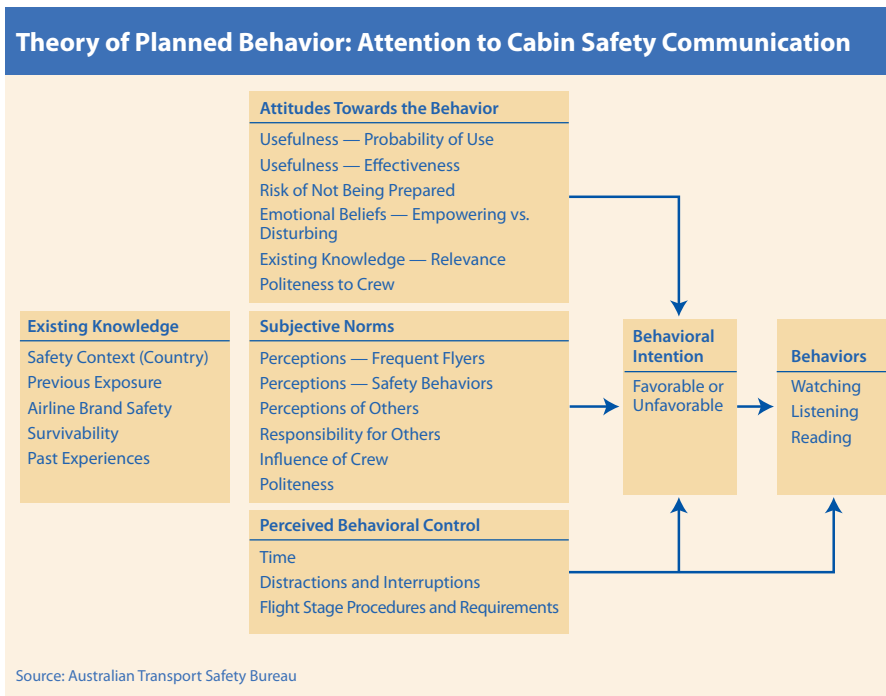 Theory of Planned Behavior: Attention to Cabin Safety Communication
Attitudes Towards the Behavior
Usefulness — Probability of Use
Usefulness — Effectiveness
Risk of Not Being Prepared
Emotional Beliefs — Empowering vs.
Disturbing
Existing Knowledge — Relevance
Politeness to Crew
Existing Knowledge
Safety Context (Country)
Previous Exposure
Airline Brand Safety
Survivability
Past Experiences
Subjective Norms
Perceptions — Frequent Flyers
Perceptions — Safety Behaviors
Perceptions of Others
Responsibility for Others
Influence of Crew
Politeness
Perceived Behavioral Control
Time
Distractions and Interruptions
Flight Stage Procedures and Requirements
Behavioral
Intention
Favorable or
Unfavorable
Behaviors
Watching
Listening
Reading
Source: Australian Transport Safety Bureau